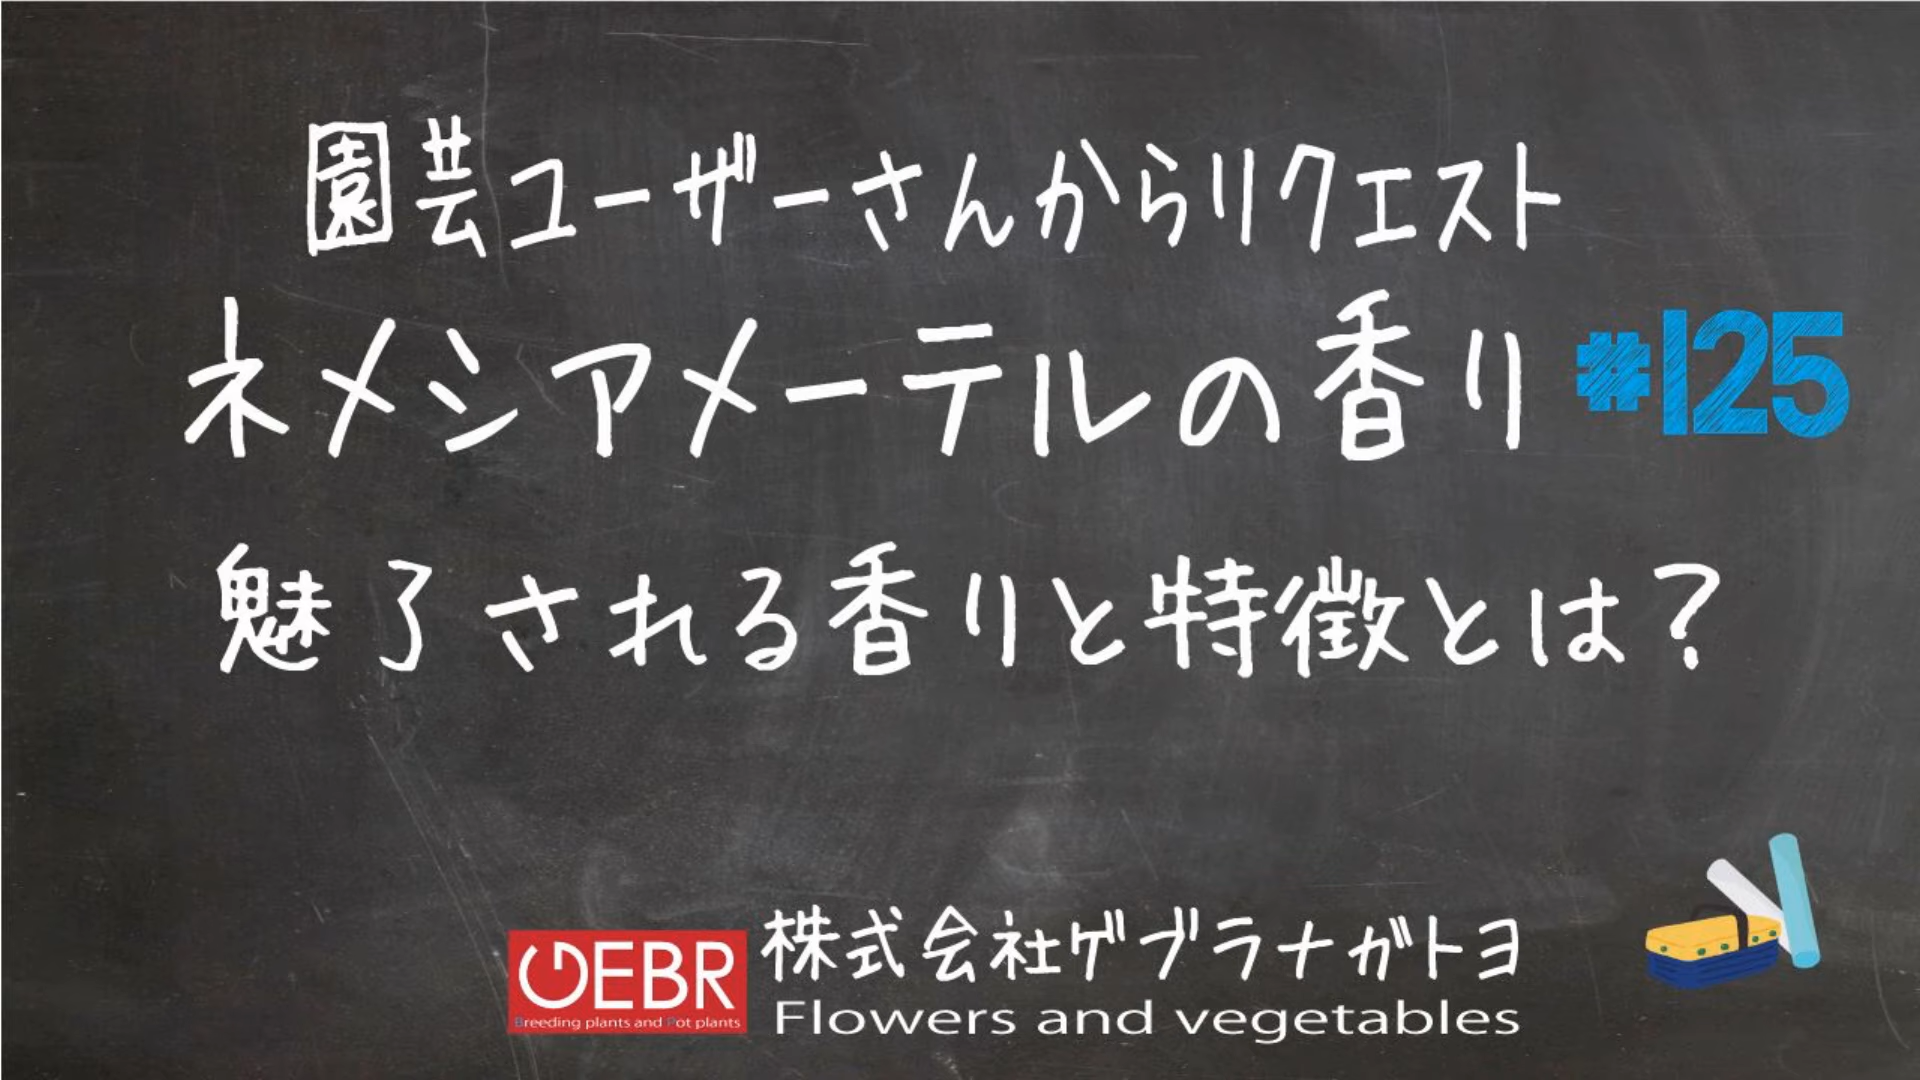 園芸ユーザーさんからリクエスト
ネメシアメーテルの香り #125
魅了される香りと特徴とは?
GEBR 株式会社ゲブラナガトヨ
Breeding plants and Pot plants Flowers and vegetables